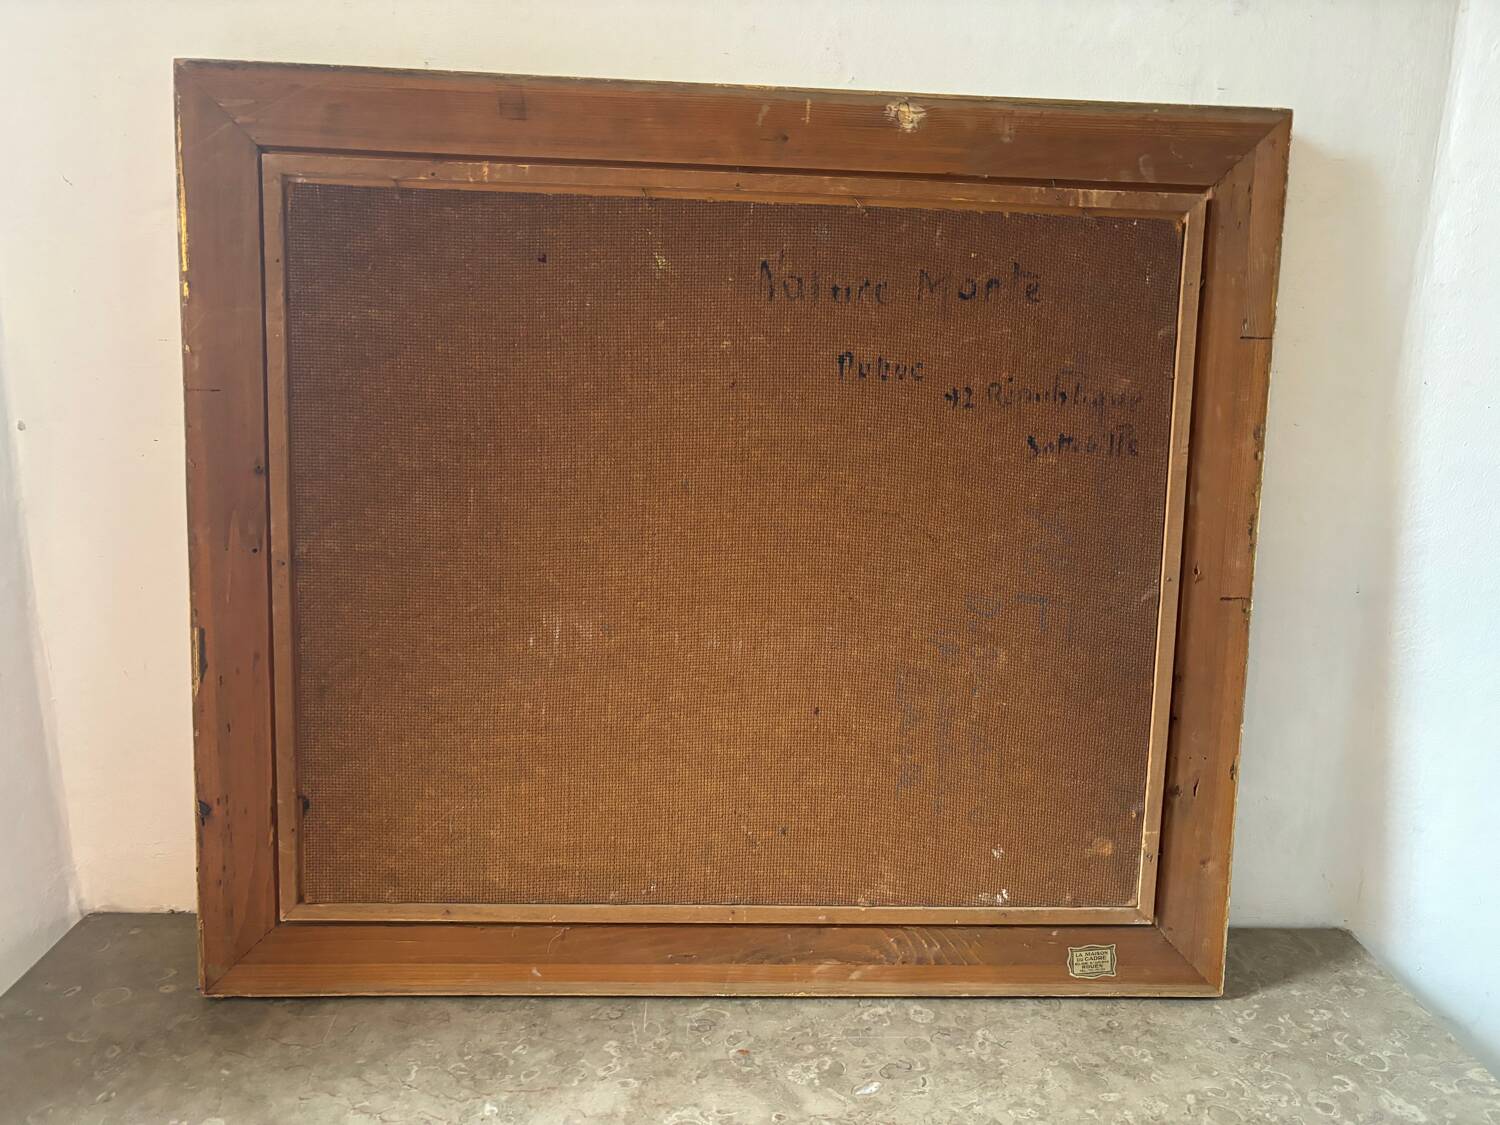 Nature Morte
Dubuc
42 République
Sotteville
LA MAISON
DU CADRE
ROUEN